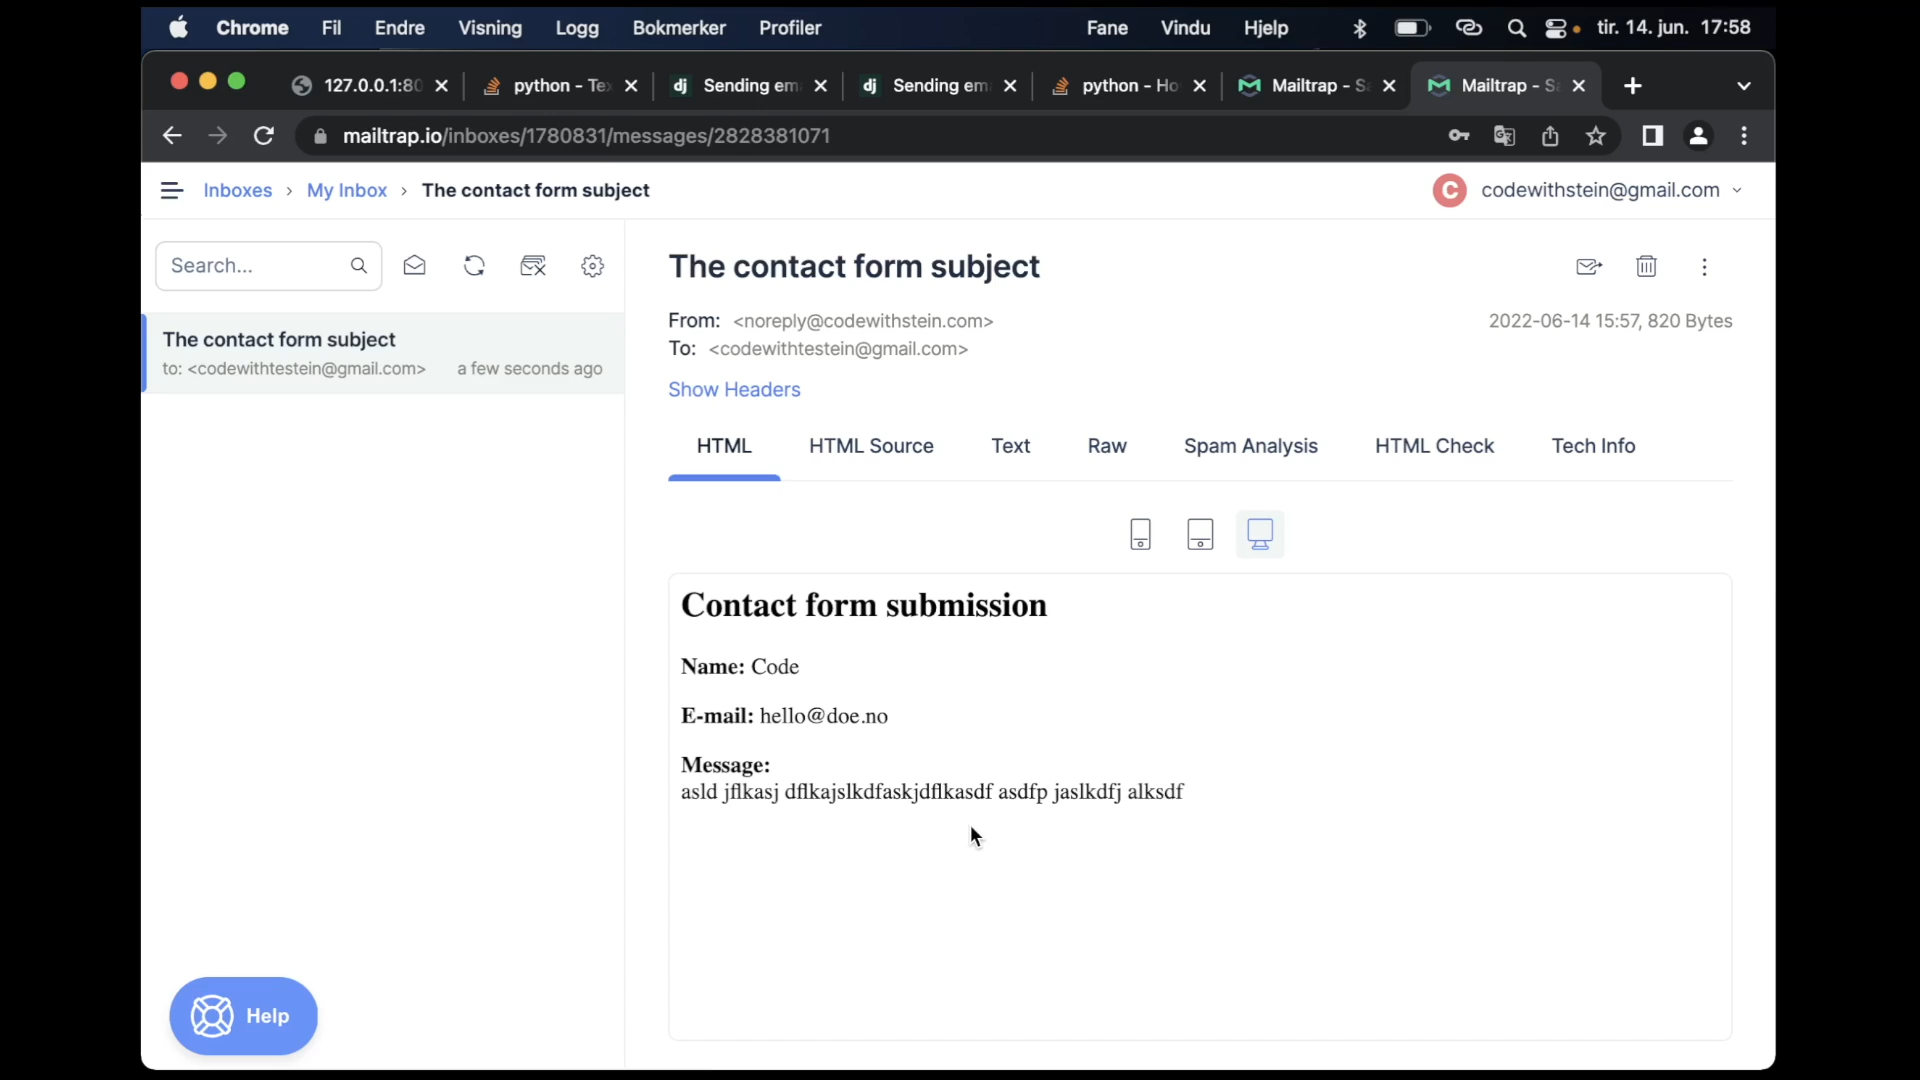 Chrome Fil Endre Visning Logg Bokmerker Profiler Fane Vindu Hjelp tir. 14. jun. 17:58
127.0.0.1:80 python - Te Sending em Sending em python - Ho Mailtrap - S Mailtrap - S
mailtrap.io/inboxes/1780831/messages/2828381071
Inboxes › My Inbox › The contact form subject
C codewithstein@gmail.com
Search...
The contact form subject
to: <codewithtestein@gmail.com> a few seconds ago
The contact form subject
From: <noreply@codewithstein.com>
2022-06-14 15:57, 820 Bytes
To: <codewithtestein@gmail.com>
Show Headers
HTML HTML Source Text Raw Spam Analysis HTML Check Tech Info
Contact form submission
Name: Code
E-mail: hello@doe.no
Message:
asld jflkasj dflkajslkdfaskjdflkasdf asdfp jaslkdfj alksdf
Help